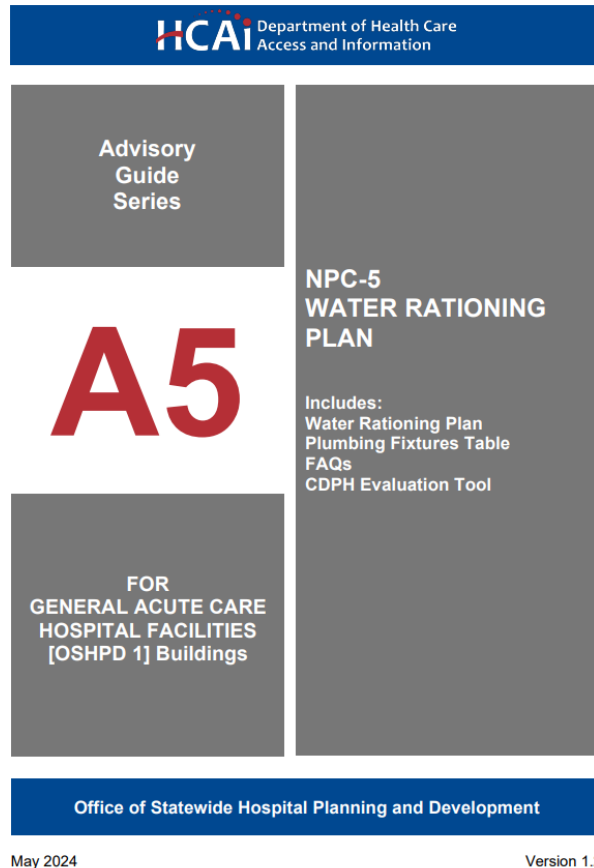 HCAi Department of Health Care
Access and Information
Advisory
Guide
Series
A5
FOR
GENERAL ACUTE CARE
HOSPITAL FACILITIES
[OSHPD 1] Buildings
NPC-5
WATER RATIONING
PLAN
Includes:
Water Rationing Plan
Plumbing Fixtures Table
FAQs
CDPH Evaluation Tool
Office of Statewide Hospital Planning and Development
May 2024
Version 1.